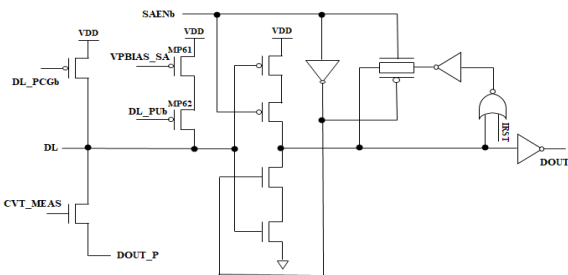 SAENb
VDD
VDD
VDD
VPBIAS_SA
MP61
DL_PCGb
DL_PUb
MP62
IRST
DL
DOUT
CVT_MEAS
DOUT_P